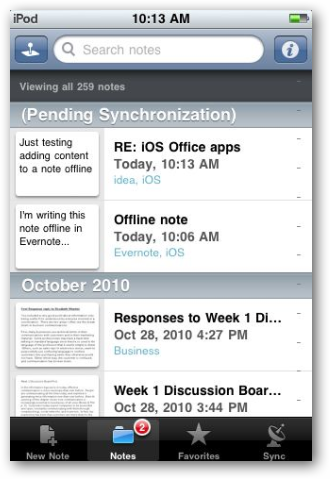 iPod 10:13 AM
Search notes
Viewing all 259 notes
(Pending Synchronization)
Just testing
adding content
to a note offline
RE: iOS Office apps
Today, 10:13 AM
idea, iOS
I'm writing this
note offline in
Evernote...
Offline note
Today, 10:06 AM
Evernote, iOS
October 2010
Responses to Week 1 Di...
Oct 28, 2010 4:27 PM
Business
Week 1 Discussion Boar...
Oct 28, 2010 3:44 PM
2
New Note Notes Favorites Sync